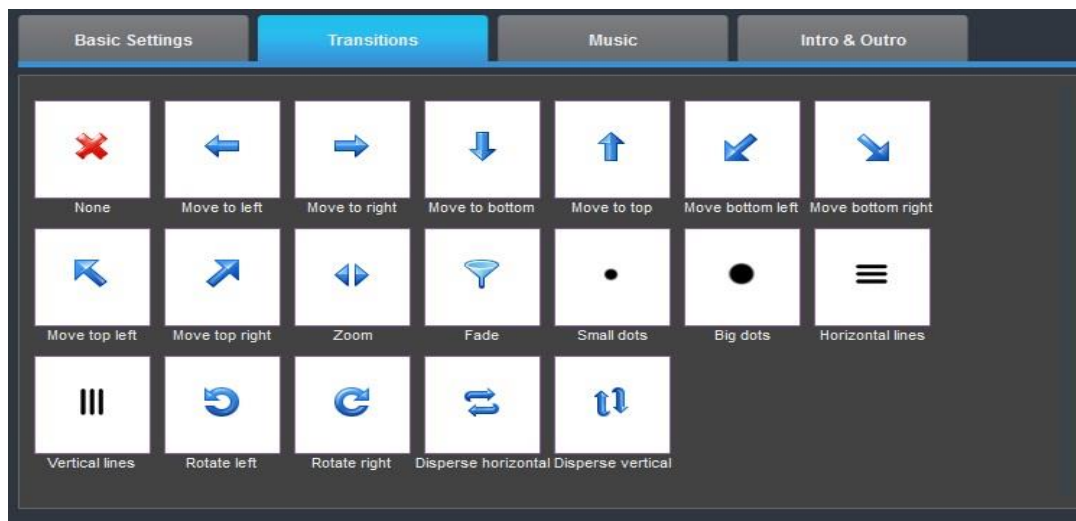 Basic Settings
Transitions
Music
Intro & Outro
None
Move to left
Move to right
Move to bottom
Move to top
Move bottom left
Move bottom right
Move top left
Move top right
Zoom
Fade
Small dots
Big dots
Horizontal lines
Vertical lines
Rotate left
Rotate right
Disperse horizontal
Disperse vertical